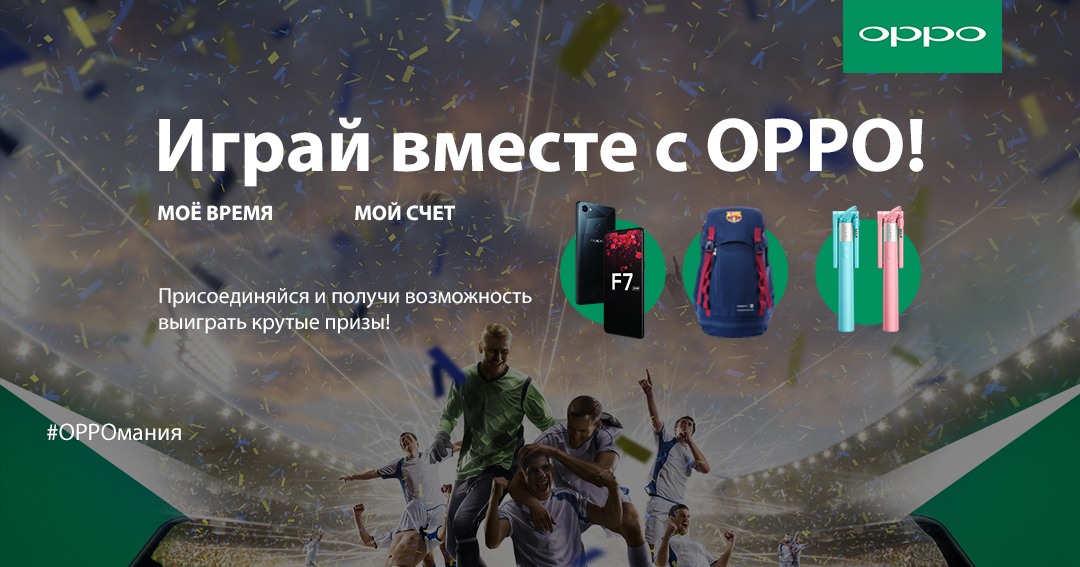 oppo
Играй вместе с OPPO!
МОЁ ВРЕМЯ МОЙ СЧЕТ
F7
Присоединяйся и получи возможность
выиграть крутые призы!
#OPPOмания